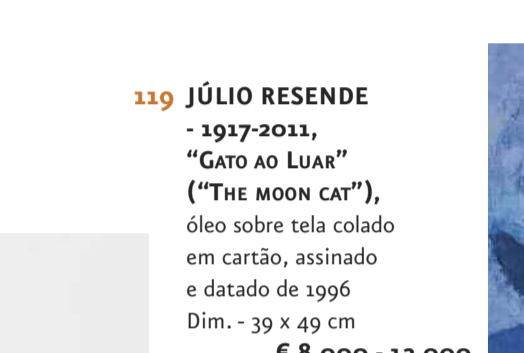 119 JÚLIO RESENDE
- 1917-2011,
“Gato ao Luar”
(“The moon cat”),
óleo sobre tela colado
em cartão, assinado
e datado de 1996
Dim. - 39 x 49 cm